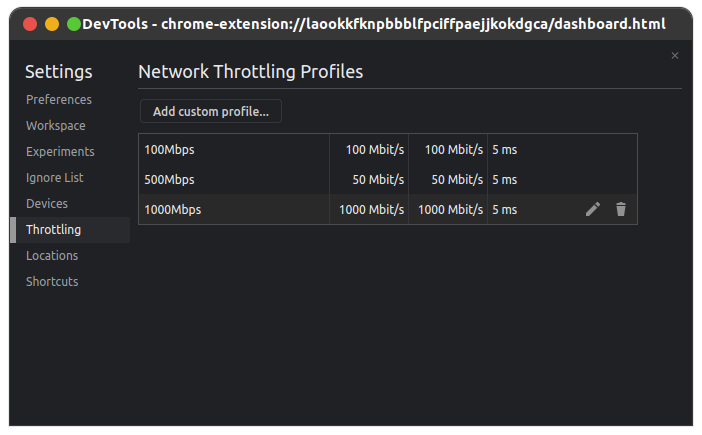 DevTools - chrome-extension://laookkfknpbbblfpciffpaejjkokdgca/dashboard.html
Settings
Preferences
Workspace
Experiments
Ignore List
Devices
Throttling
Locations
Shortcuts
Network Throttling Profiles
Add custom profile...
100Mbps 100 Mbit/s 100 Mbit/s 5 ms
500Mbps 50 Mbit/s 50 Mbit/s 5 ms
1000Mbps 1000 Mbit/s 1000 Mbit/s 5 ms